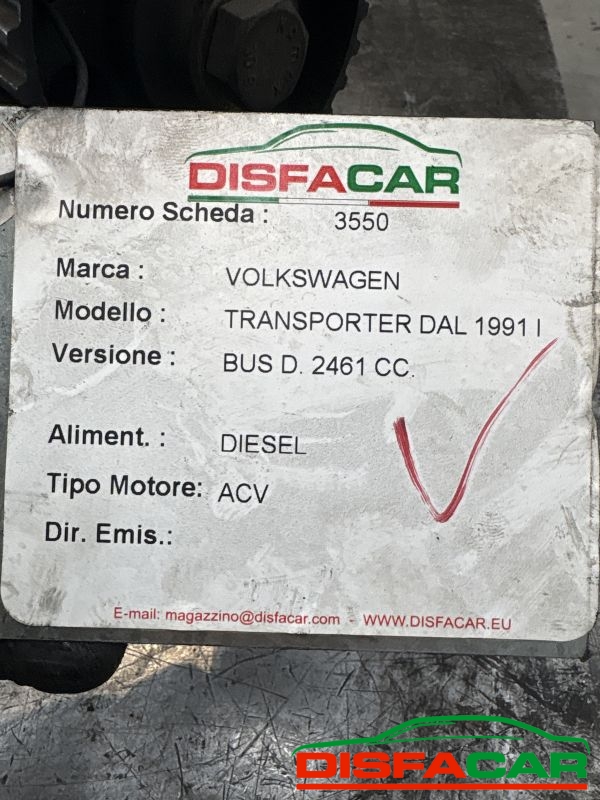 DISFACAR
Numero Scheda : 3550
Marca : VOLKSWAGEN
Modello : TRANSPORTER DAL 1991 I
Versione : BUS D. 2461 CC.
Aliment. : DIESEL
Tipo Motore: ACV
Dir. Emis.:
E-mail: magazzino@disfacar.com - WWW.DISFACAR.EU
DISFACAR